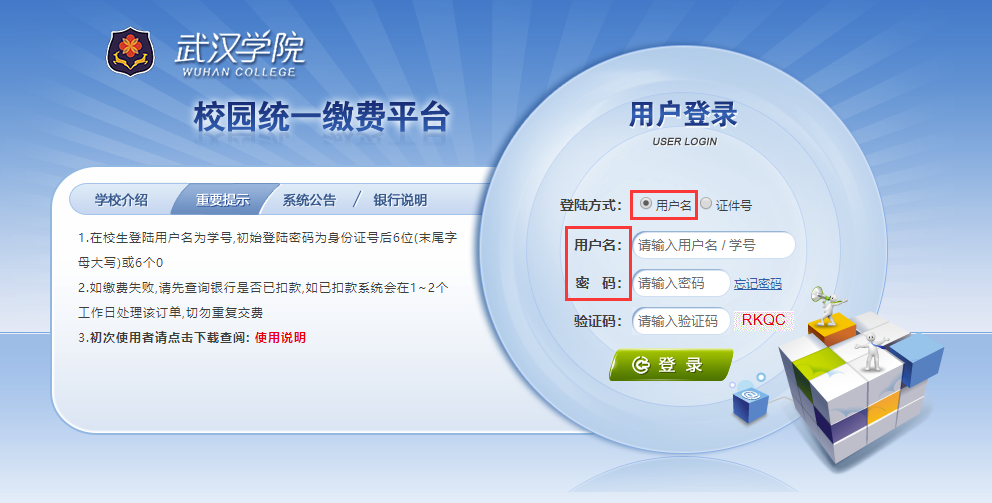 武汉学院
WUHAN COLLEGE
校园统一缴费平台
学校介绍 重要提示 系统公告 / 银行说明
1.在校生登陆用户名为学号,初始登陆密码为身份证号后6位(末尾字
母大写)或6个0
2.如缴费失败,请先查询银行是否已扣款,如已扣款系统会在1~2个
工作日处理该订单,切勿重复交费
3.初次使用者请点击下载查阅: 使用说明
用户登录
USER LOGIN
登陆方式: 用户名 证件号
用户名: 请输入用户名 / 学号
密 码: 请输入密码 忘记密码
验证码: 请输入验证码 RKQC
登 录